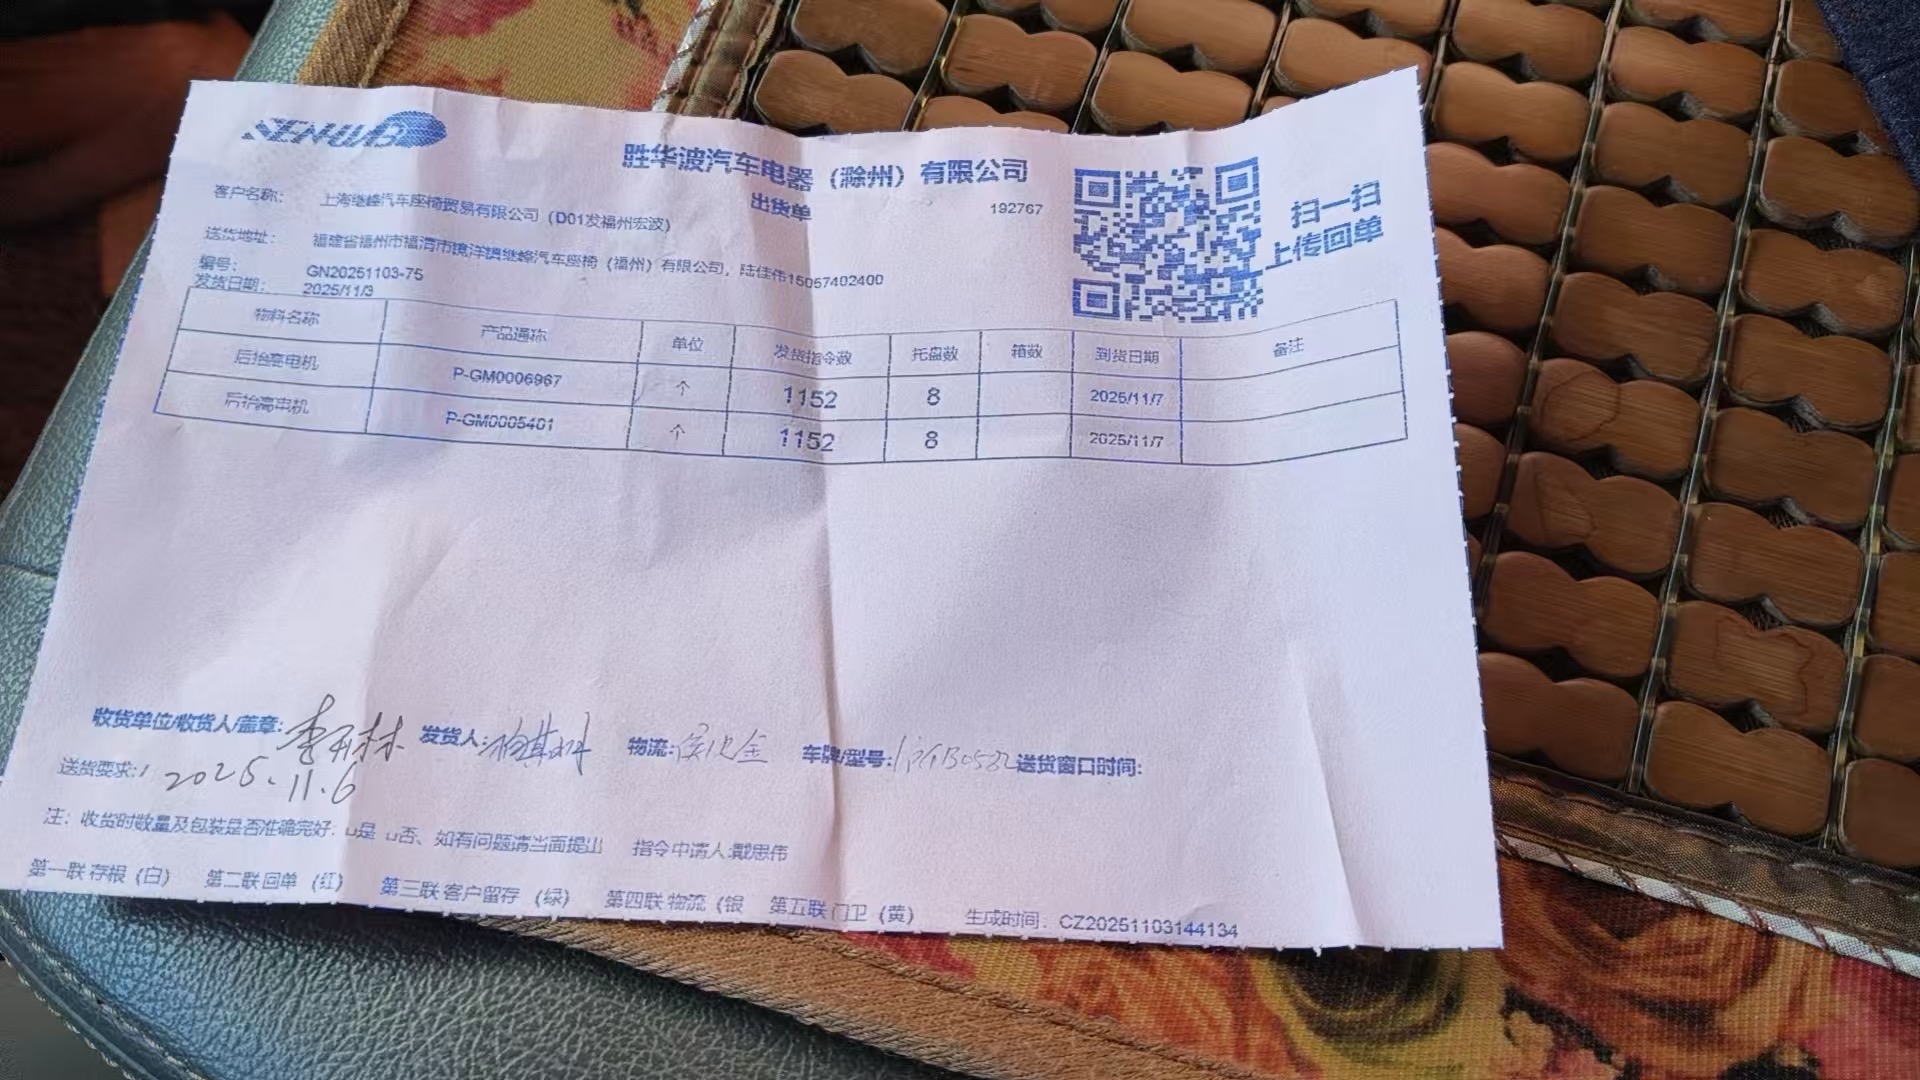 SENWB
胜华波汽车电器（滁州）有限公司
出货单
192767
扫一扫
上传回单
客户名称： 上海继峰汽车座椅贸易有限公司（D01发福州宏波）
送货地址： 福建省福州市福清市镜洋镇继峰汽车座椅（福州）有限公司，陆佳伟15057402400
编号： GN20251103-75
发货日期： 2025/11/3
物料名称 产品通称 单位 发货指令数 托盘数 箱数 到货日期 备注
后抬高电机 P-GM0006967 个 1152 8 2025/11/7
后抬高电机 P-GM0005401 个 1152 8 2025/11/7
收货单位/收货人/盖章： 李开林 发货人： 物流： 车牌/型号： 送货窗口时间：
送货要求： 2025.11.6
注：收货时数量及包装是否准确完好：□是 □否、如有问题请当面提出 指令申请人:戴思伟
第一联 存根（白） 第二联 回单（红） 第三联 客户留存（绿） 第四联 物流（银 第五联 门卫（黄） 生成时间：CZ20251103144134